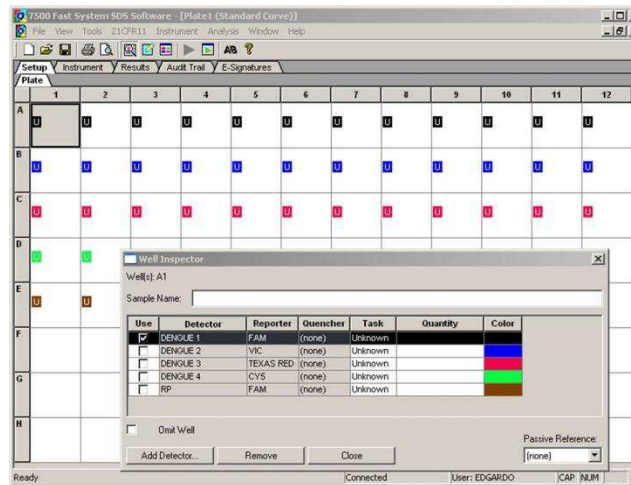 7500 Fast System SDS Software - [Plate1 (Standard Curve)]
File View Tools 21CFR11 Instrument Analysis Window Help
Setup Instrument Results Audit Trail E-Signatures
Plate
1 2 3 4 5 6 7 8 9 10 11 12
A U U U U U U U U U U U U
B U U U U U U U U U U U U
C U U U U U U U U U U U U
D U U
Well Inspector
Well(s): A1
E U U
Sample Name:
Use Detector Reporter Quencher Task Quantity Color
DENGUE 1 FAM (none) Unknown
F
DENGUE 2 VIC (none) Unknown
DENGUE 3 TEXAS RED (none) Unknown
DENGUE 4 CY5 (none) Unknown
G
RP FAM (none) Unknown
H
Omit Well
Passive Reference:
Add Detector... Remove Close (none)
Ready Connected User: EDGARDO CAP NUM